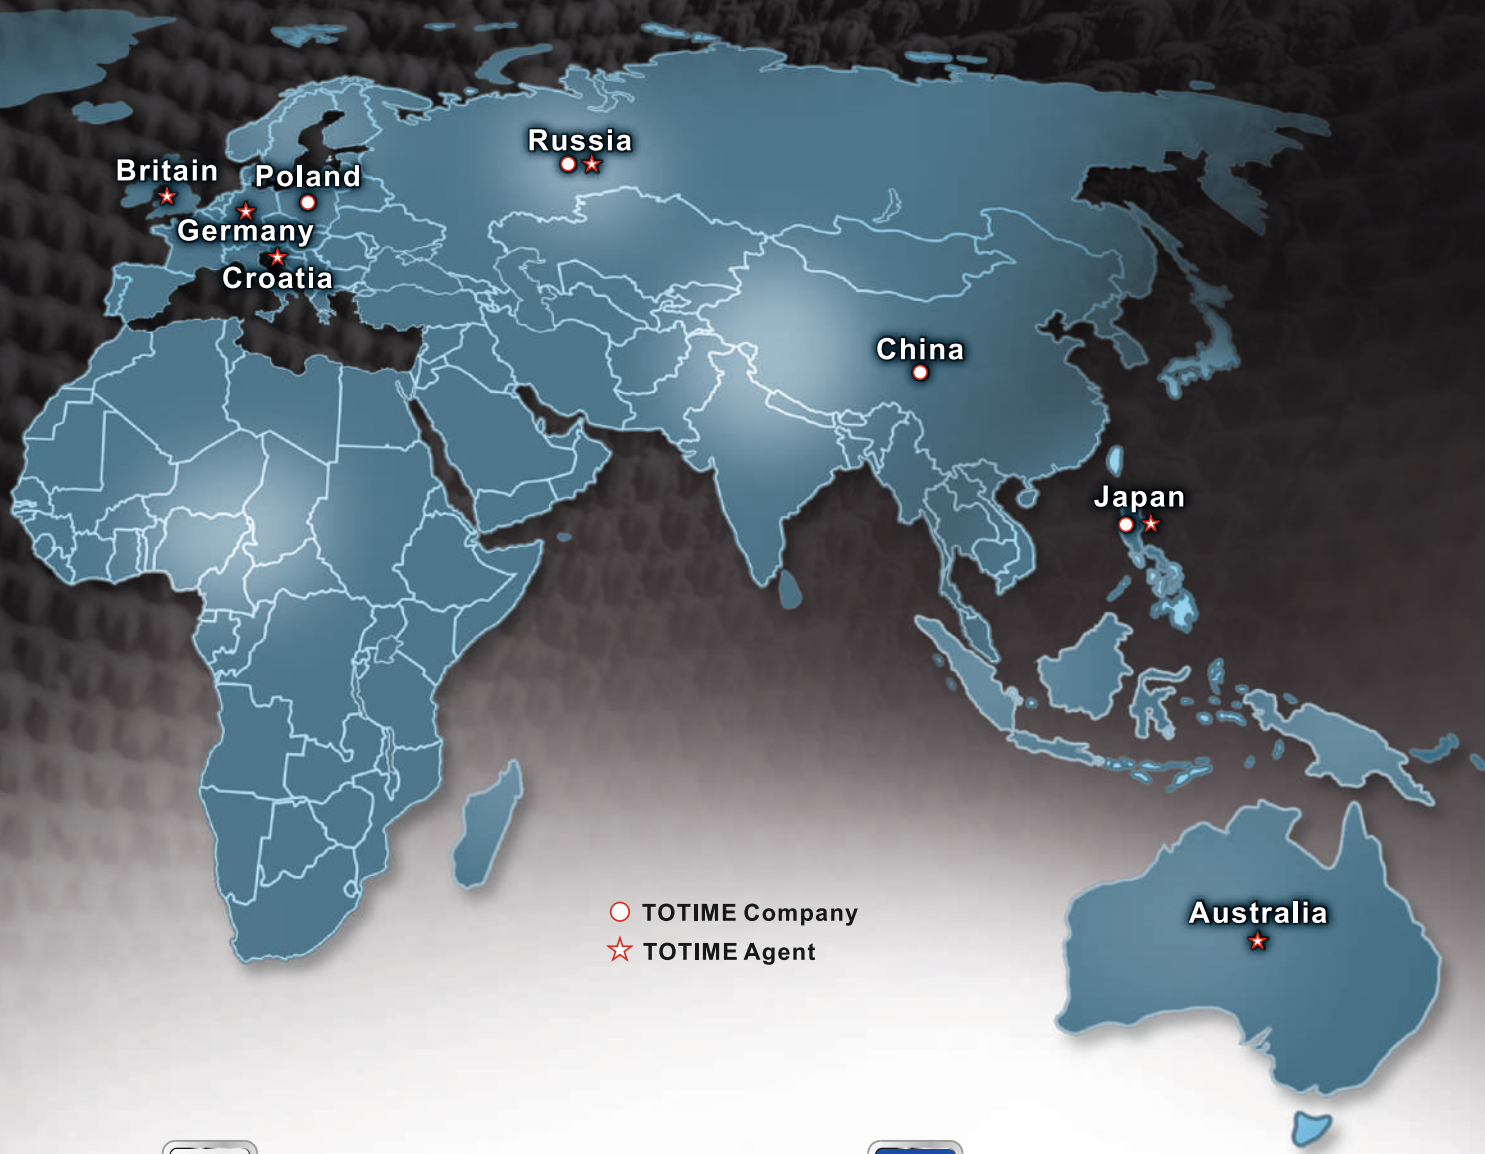 Russia
Britain
Poland
Germany
Croatia
China
Japan
TOTIME Company
TOTIME Agent
Australia